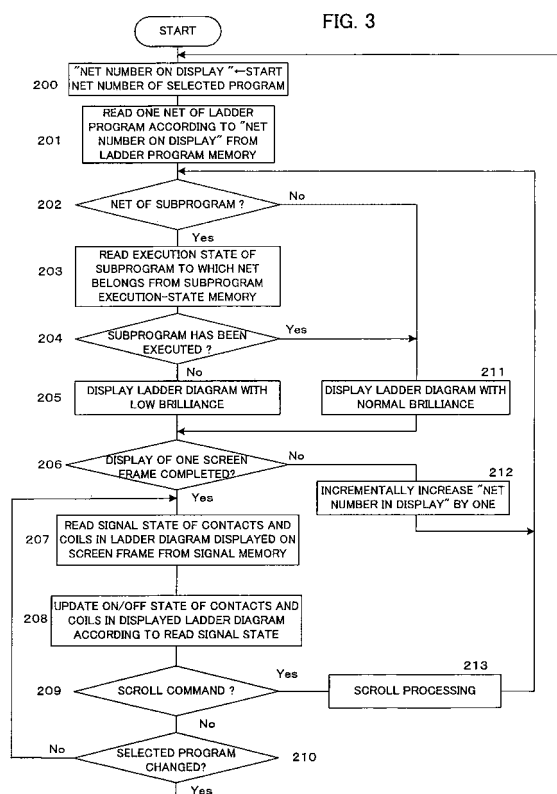 FIG. 3
START
200
"NET NUMBER ON DISPLAY "←START
NET NUMBER OF SELECTED PROGRAM
201
READ ONE NET OF LADDER
PROGRAM ACCORDING TO "NET
NUMBER ON DISPLAY" FROM
LADDER PROGRAM MEMORY
202
NET OF SUBPROGRAM ?
No
Yes
203
READ EXECUTION STATE OF
SUBPROGRAM TO WHICH NET
BELONGS FROM SUBPROGRAM
EXECUTION-STATE MEMORY
204
SUBPROGRAM HAS BEEN
EXECUTED ?
Yes
No
205
DISPLAY LADDER DIAGRAM WITH
LOW BRILLIANCE
211
DISPLAY LADDER DIAGRAM WITH
NORMAL BRILLIANCE
206
DISPLAY OF ONE SCREEN
FRAME COMPLETED?
No
Yes
212
INCREMENTALLY INCREASE "NET
NUMBER IN DISPLAY" BY ONE
207
READ SIGNAL STATE OF CONTACTS AND
COILS IN LADDER DIAGRAM DISPLAYED ON
SCREEN FRAME FROM SIGNAL MEMORY
208
UPDATE ON/OFF STATE OF CONTACTS AND
COILS IN DISPLAYED LADDER DIAGRAM
ACCORDING TO READ SIGNAL STATE
209
SCROLL COMMAND ?
Yes
213
SCROLL PROCESSING
No
No
SELECTED PROGRAM
CHANGED?
210
Yes